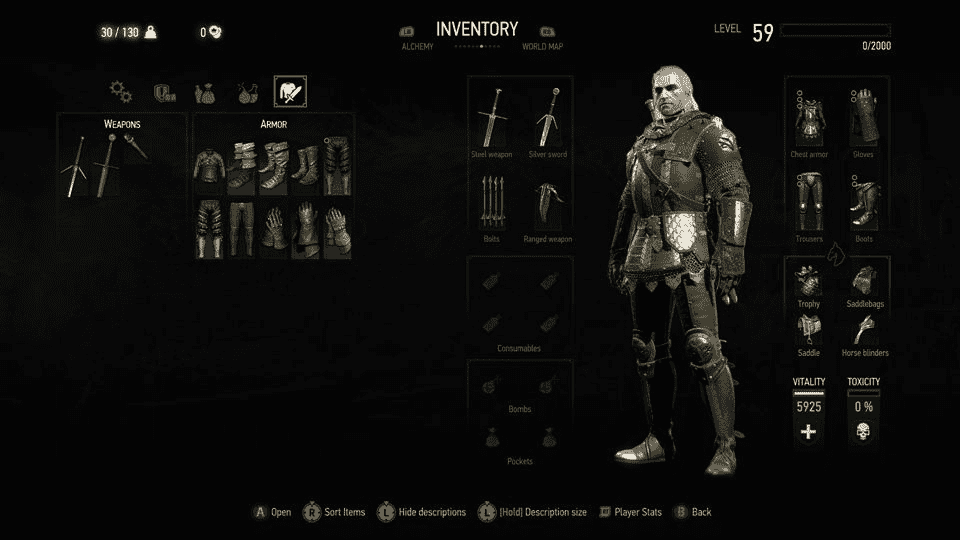 30 / 130
0
INVENTORY
LB
RB
ALCHEMY
WORLD MAP
LEVEL 59
0/2000
WEAPONS
ARMOR
Steel weapon
Silver sword
Bolts
Ranged weapon
Consumables
Bombs
Pockets
Chest armor
Gloves
Trousers
Boots
Trophy
Saddlebags
Saddle
Horse blinders
VITALITY
TOXICITY
5925
0 %
A Open
R Sort Items
L Hide descriptions
L [Hold] Description size
Player Stats
B Back